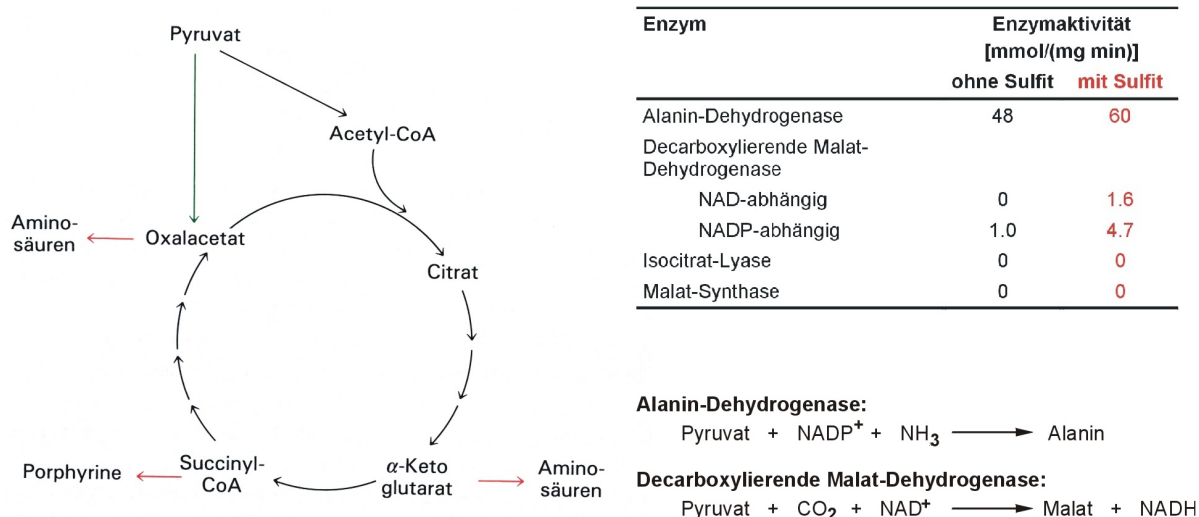 Pyruvat
Acetyl-CoA
Amino-
säuren
Oxalacetat
Citrat
Porphyrine
Succinyl-
CoA
α-Keto
glutarat
Amino-
säuren
Enzym Enzymaktivität
[mmol/(mg min)]
ohne Sulfit mit Sulfit
Alanin-Dehydrogenase 48 60
Decarboxylierende Malat-
Dehydrogenase
NAD-abhängig 0 1.6
NADP-abhängig 1.0 4.7
Isocitrat-Lyase 0 0
Malat-Synthase 0 0
Alanin-Dehydrogenase:
Pyruvat + NADP⁺ + NH₃ ⟶ Alanin
Decarboxylierende Malat-Dehydrogenase:
Pyruvat + CO₂ + NAD⁺ ⟶ Malat + NADH